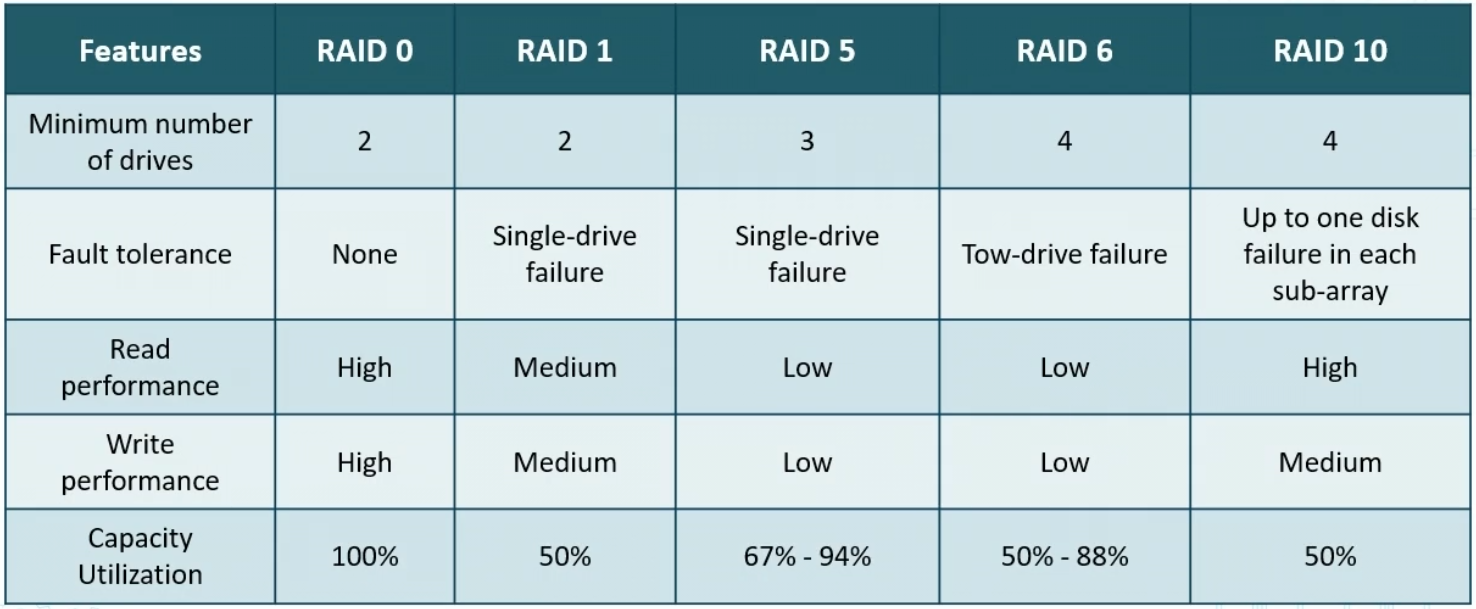 Features RAID 0 RAID 1 RAID 5 RAID 6 RAID 10
Minimum number
of drives
2 2 3 4 4
Fault tolerance
None
Single-drive
failure
Single-drive
failure
Tow-drive failure
Up to one disk
failure in each
sub-array
Read
performance
High Medium Low Low High
Write
performance
High Medium Low Low Medium
Capacity
Utilization
100% 50% 67% - 94% 50% - 88% 50%